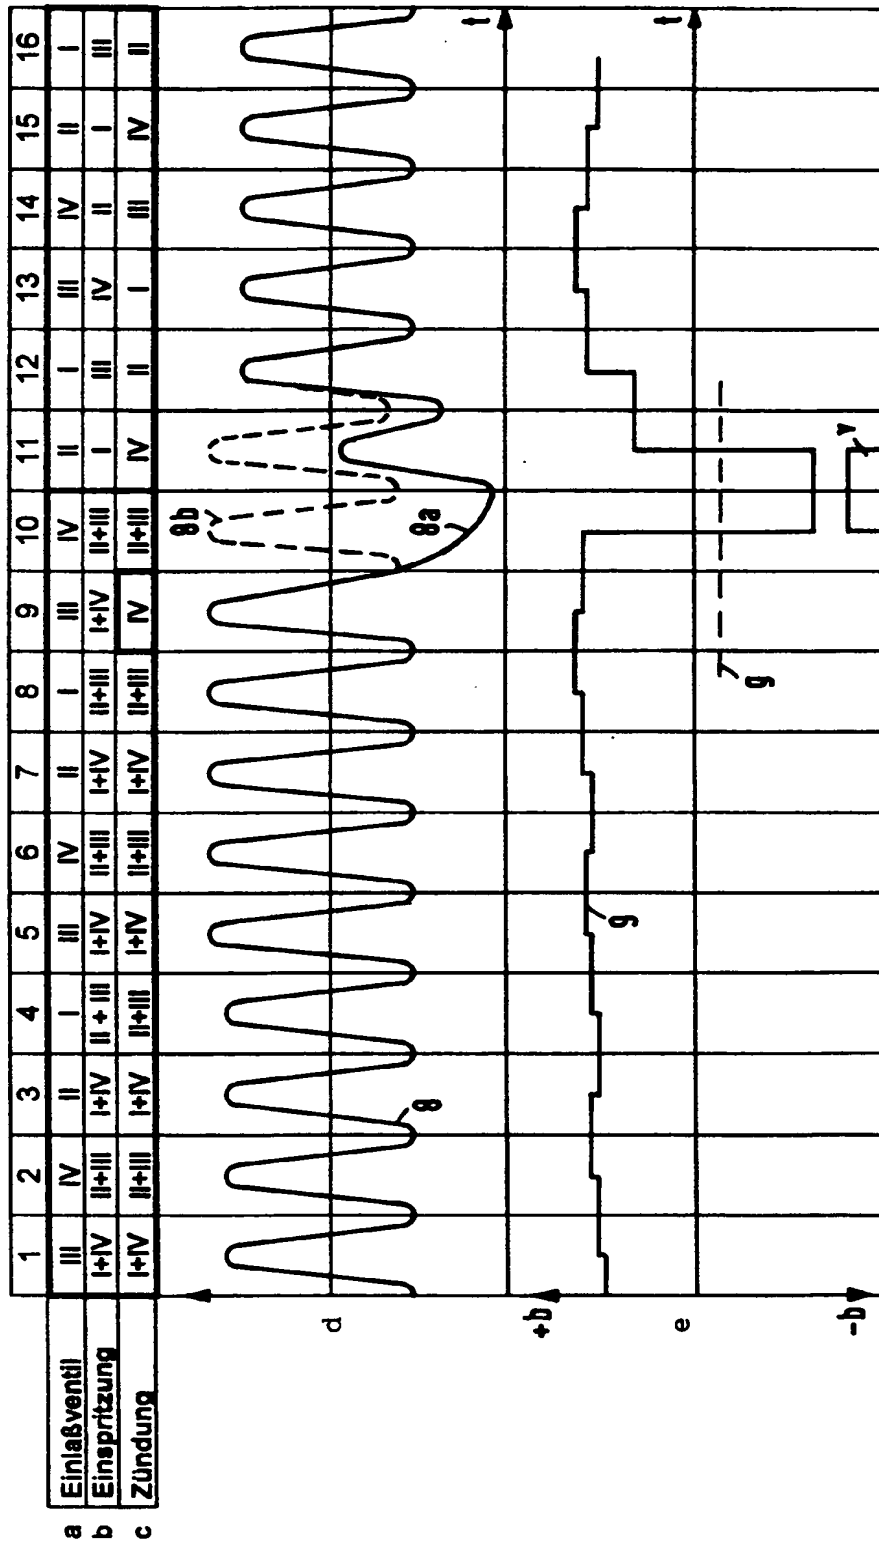 1 2 3 4 5 6 7 8 9 10 11 12 13 14 15 16
a Einlaßventil III IV II I III IV II I III IV II I III IV II I
b Einspritzung I+IV II+III I+IV II + III I+IV II+III I+IV II+III I+IV II+III I III IV II I III
c Zündung I+IV II+III I+IV II+III I+IV II+III I+IV II+III IV II+III IV II I III IV II
8b
d
8
8a
t
+b
g
e
t
g
-b
v